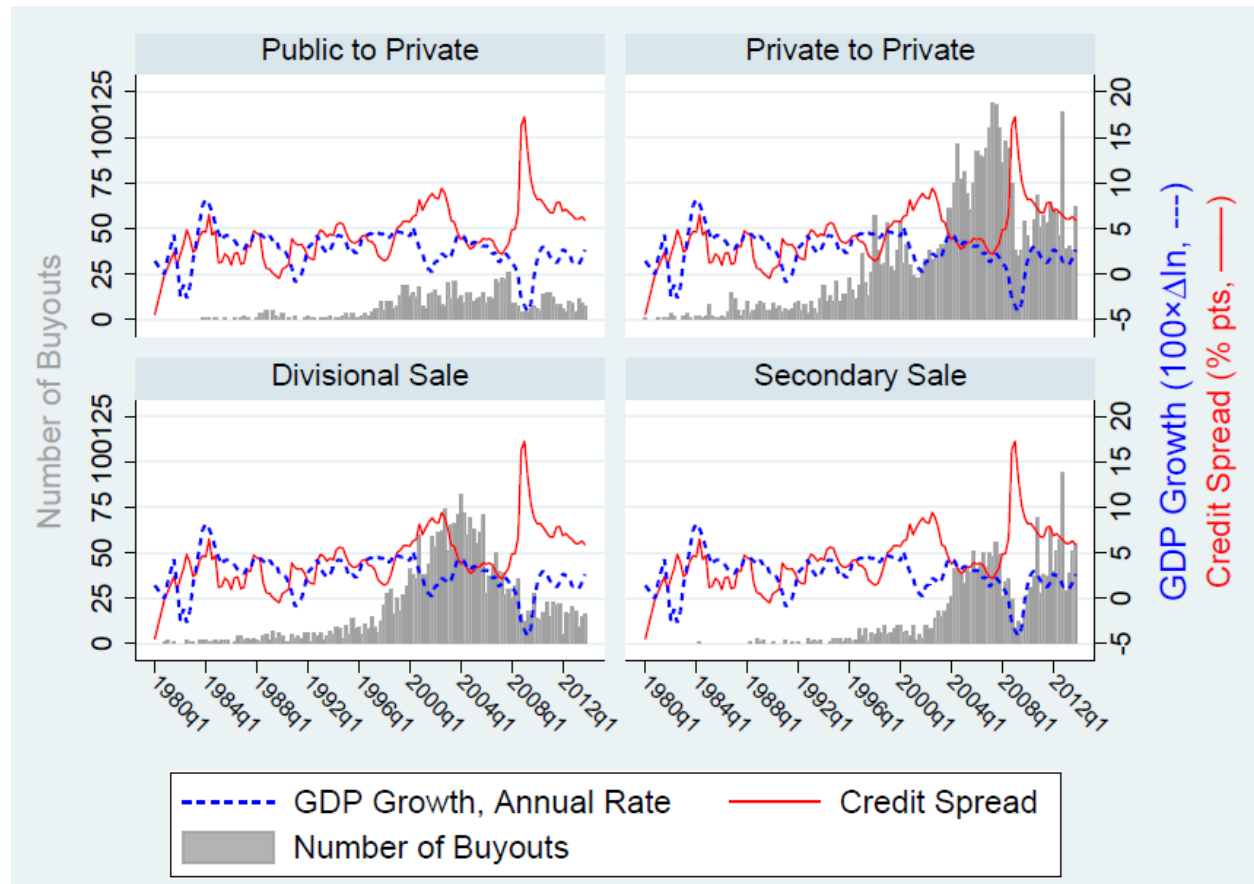 Public to Private
Private to Private
125
100
75
50
25
0
20
15
10
5
0
-5
Divisional Sale
Secondary Sale
125
100
75
50
25
0
20
15
10
5
0
-5
1980q1
1984q1
1988q1
1992q1
1996q1
2000q1
2004q1
2008q1
2012q1
1980q1
1984q1
1988q1
1992q1
1996q1
2000q1
2004q1
2008q1
2012q1
Number of Buyouts
GDP Growth (100×Δln, ---)
Credit Spread (% pts, ——)
GDP Growth, Annual Rate
Credit Spread
Number of Buyouts